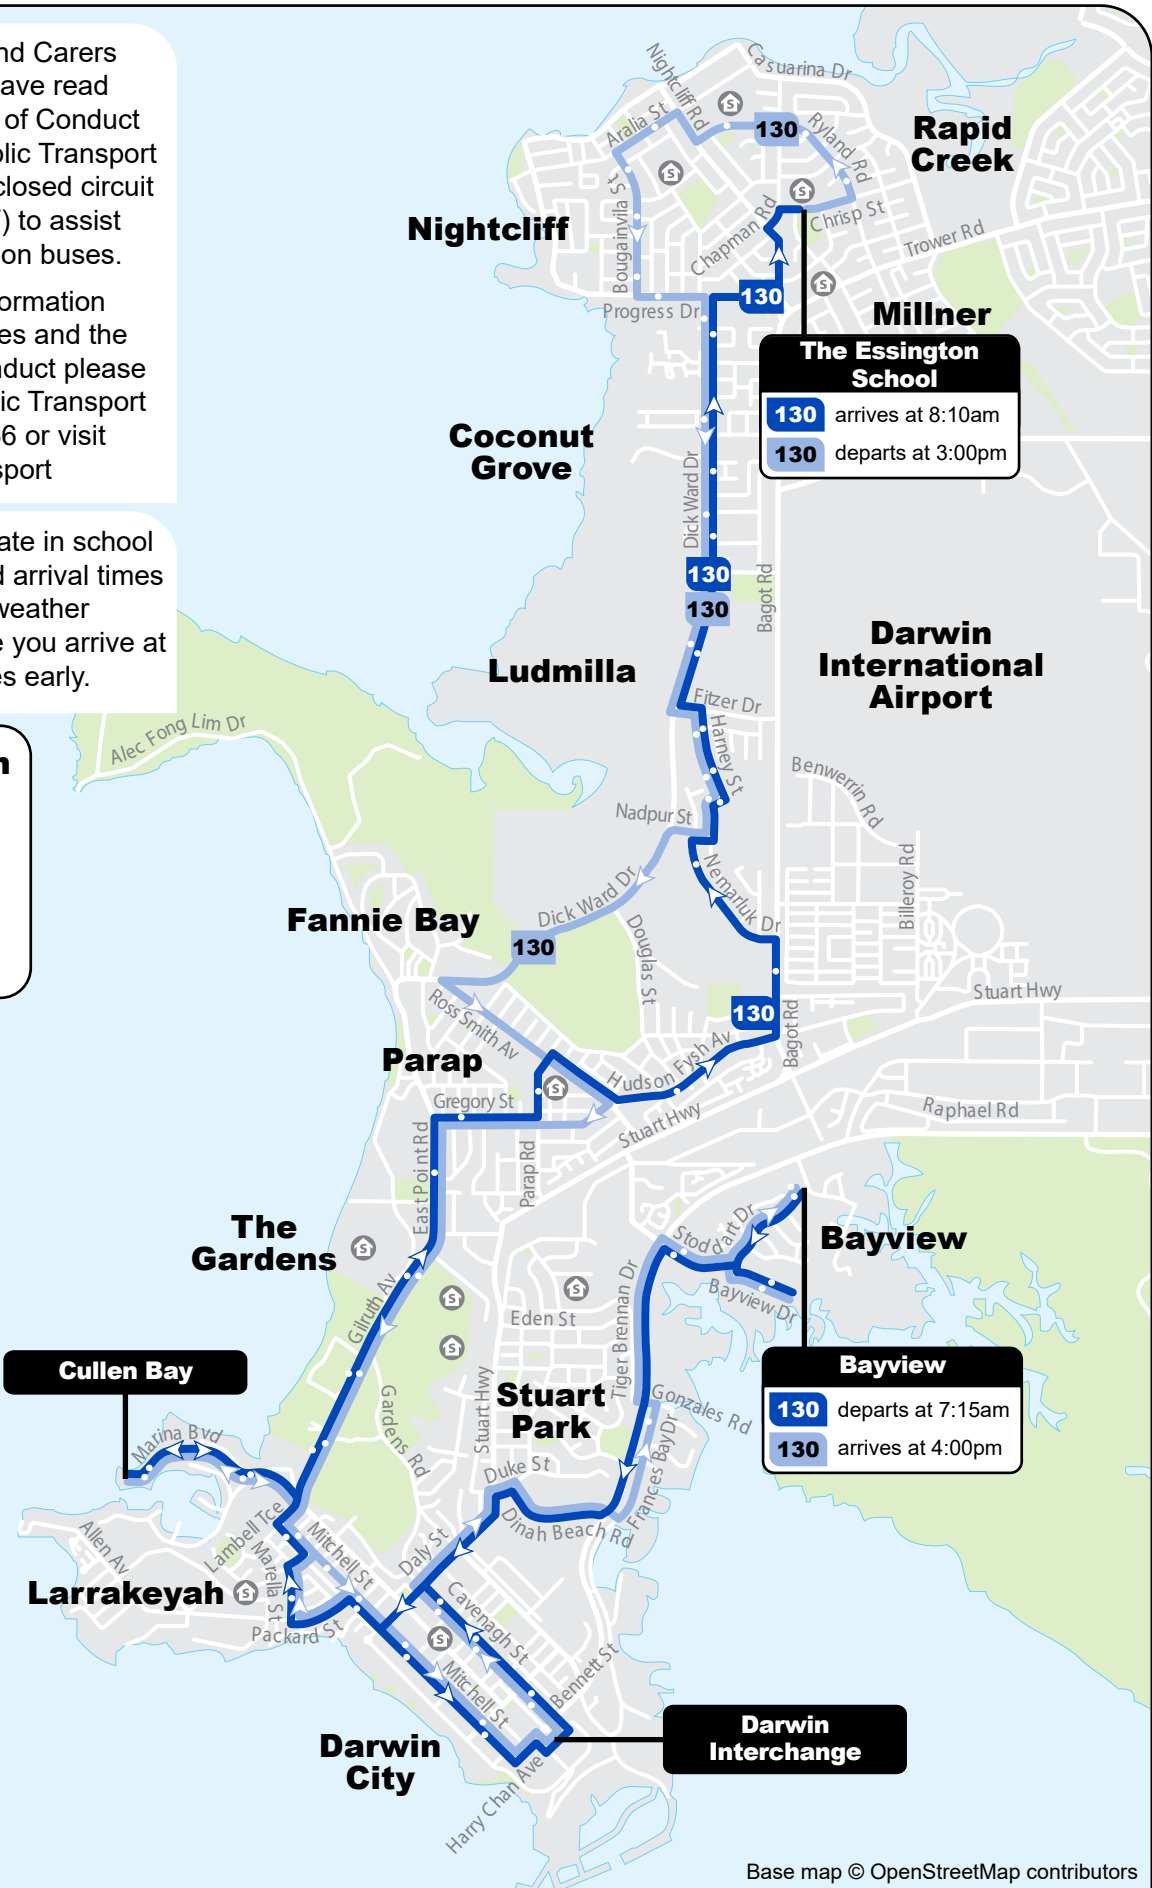 nd Carers
ave read
of Conduct
blic Transport
closed circuit
) to assist
on buses.
formation
es and the
nduct please
lic Transport
66 or visit
sport
ate in school
d arrival times
weather
e you arrive at
es early.
n
Nightcliff Rd
Casuarina Dr
Aralia St
130
Ryland Rd
Rapid
Creek
Bougainvilla St
Nightcliff
Chapman Rd
Chrisp St
Trower Rd
130
Progress Dr
Millner
The Essington
School
130 arrives at 8:10am
130 departs at 3:00pm
Coconut
Grove
Dick Ward Dr
130
130
Bagot Rd
Ludmilla
Darwin
International
Airport
Fitzer Dr
Harney St
Alec Fong Lim Dr
Benwerrin Rd
Nadpur St
Nemarluk Dr
Billeroy Rd
Dick Ward Dr
Fannie Bay
130
Douglas St
Stuart Hwy
Ross Smith Av
130
Bagot Rd
Parap
Hudson Fysh Av
Gregory St
Stuart Hwy
Raphael Rd
East Point Rd
Parap Rd
The
Gardens
Stoddart Dr
Bayview
Gilruth Av
Eden St
Tiger Brennan Dr
Bayview Dr
Cullen Bay
Bayview
130 departs at 7:15am
130 arrives at 4:00pm
Stuart
Park
Stuart Hwy
Gardens Rd
Gonzales Rd
Marina Bvd
Duke St
Frances Bay Dr
Dinah Beach Rd
Lambell Tce
Allen Av
Mitchell St
Marella St
Daly St
Larrakeyah
Cavenagh St
Packard St
Bennett St
Mitchell St
Darwin
City
Darwin
Interchange
Harry Chan Ave
Base map © OpenStreetMap contributors